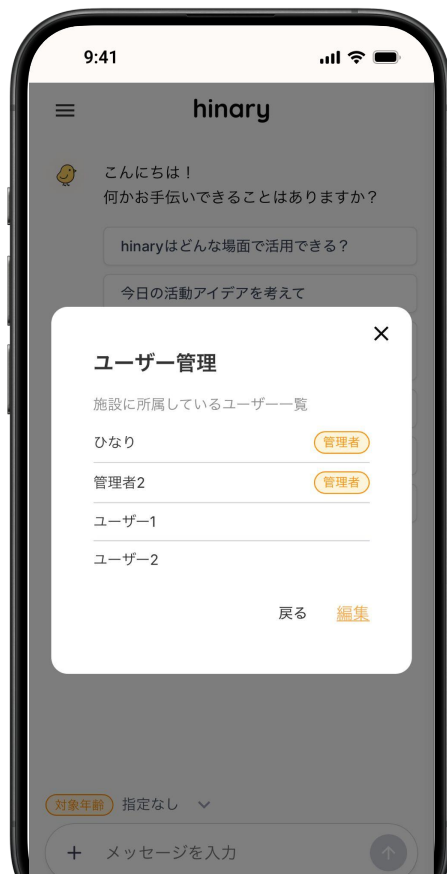 9:41
hinary
こんにちは！
何かお手伝いできることはありますか？
hinaryはどんな場面で活用できる？
今日の活動アイデアを考えて
ユーザー管理
施設に所属しているユーザー一覧
ひなり 管理者
管理者2 管理者
ユーザー1
ユーザー2
戻る 編集
対象年齢 指定なし
メッセージを入力